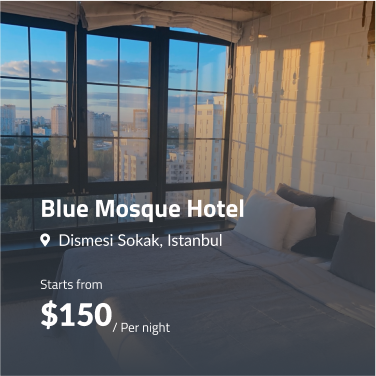 Blue Mosque Hotel
Dismesi Sokak, Istanbul
Starts from
$150 / Per night